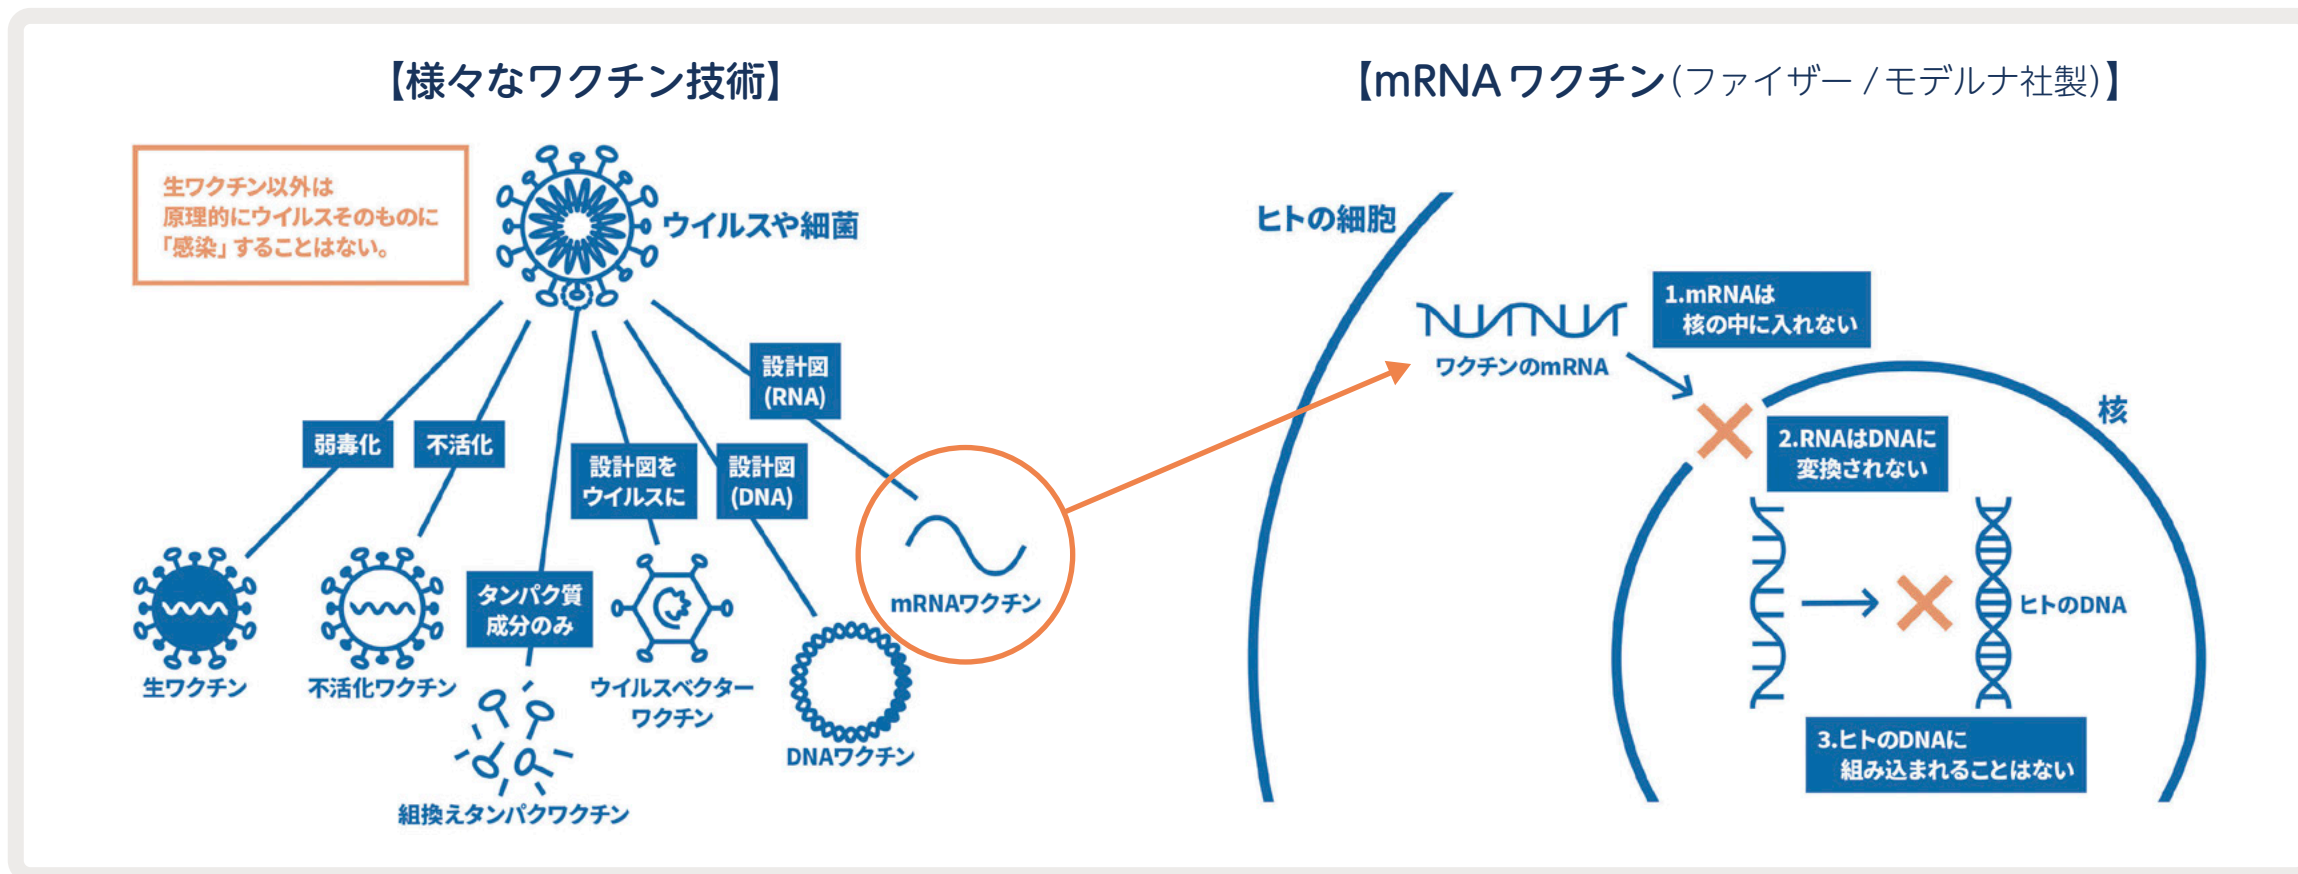 【様々なワクチン技術】
生ワクチン以外は
原理的にウイルスそのものに
「感染」することはない。
ウイルスや細菌
設計図
(RNA)
弱毒化
不活化
設計図を
ウイルスに
設計図
(DNA)
タンパク質
成分のみ
mRNAワクチン
生ワクチン
不活化ワクチン
ウイルスベクター
ワクチン
DNAワクチン
組換えタンパクワクチン
【mRNAワクチン(ファイザー/モデルナ社製)】
ヒトの細胞
1.mRNAは
核の中に入れない
ワクチンのmRNA
核
2.RNAはDNAに
変換されない
ヒトのDNA
3.ヒトのDNAに
組み込まれることはない